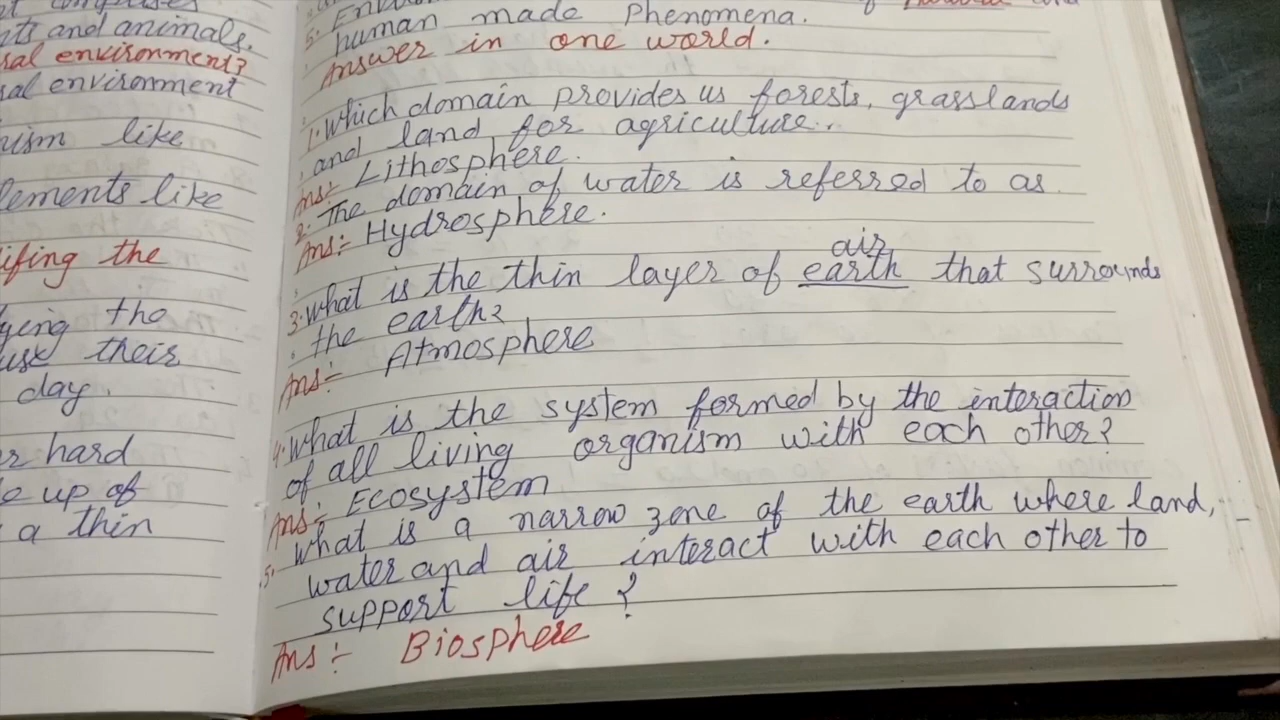 nts and animals.
environment?
environment
like
like
the
the
their
day.
hard
up of
a thin
human made Phenomena.
Answer in one world.
1. Which domain provides us forests, grasslands
and land for agriculture.
Ans:- Lithosphere.
2. The domain of water is referred to as
Ans:- Hydrosphere.
air
3. What is the thin layer of earth that surrounds
the earth?
Ans:- Atmosphere
4. What is the system formed by the interaction
of all living organism with each other?
Ans:- Ecosystem
5. What is a narrow zone of the earth where land,
water and air interact with each other to
support life?
Ans:- Biosphere